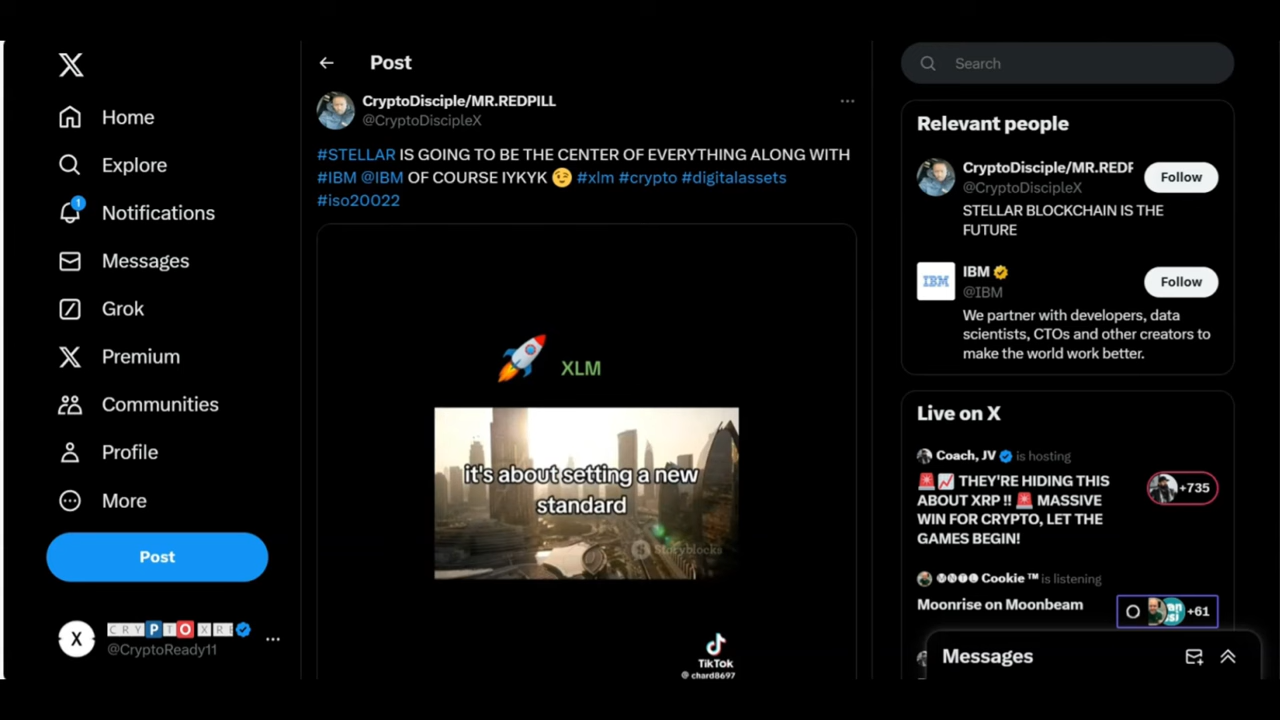 Home
Explore
1
Notifications
Messages
Grok
Premium
Communities
Profile
More
Post
@CryptoReady11
Post
CryptoDisciple/MR.REDPILL
@CryptoDiscipleX
#STELLAR IS GOING TO BE THE CENTER OF EVERYTHING ALONG WITH
#IBM @IBM OF COURSE IYKYK 😉 #xlm #crypto #digitalassets
#iso20022
XLM
it's about setting a new
standard
Storyblocks
TikTok
@ chard8697
Search
Relevant people
CryptoDisciple/MR.REDF
@CryptoDiscipleX
Follow
STELLAR BLOCKCHAIN IS THE
FUTURE
IBM
IBM
@IBM
Follow
We partner with developers, data
scientists, CTOs and other creators to
make the world work better.
Live on X
Coach, JV is hosting
🚨📈 THEY'RE HIDING THIS
ABOUT XRP !! 🚨 MASSIVE
WIN FOR CRYPTO, LET THE
GAMES BEGIN!
+735
Cookie ™ is listening
Moonrise on Moonbeam
+61
Messages